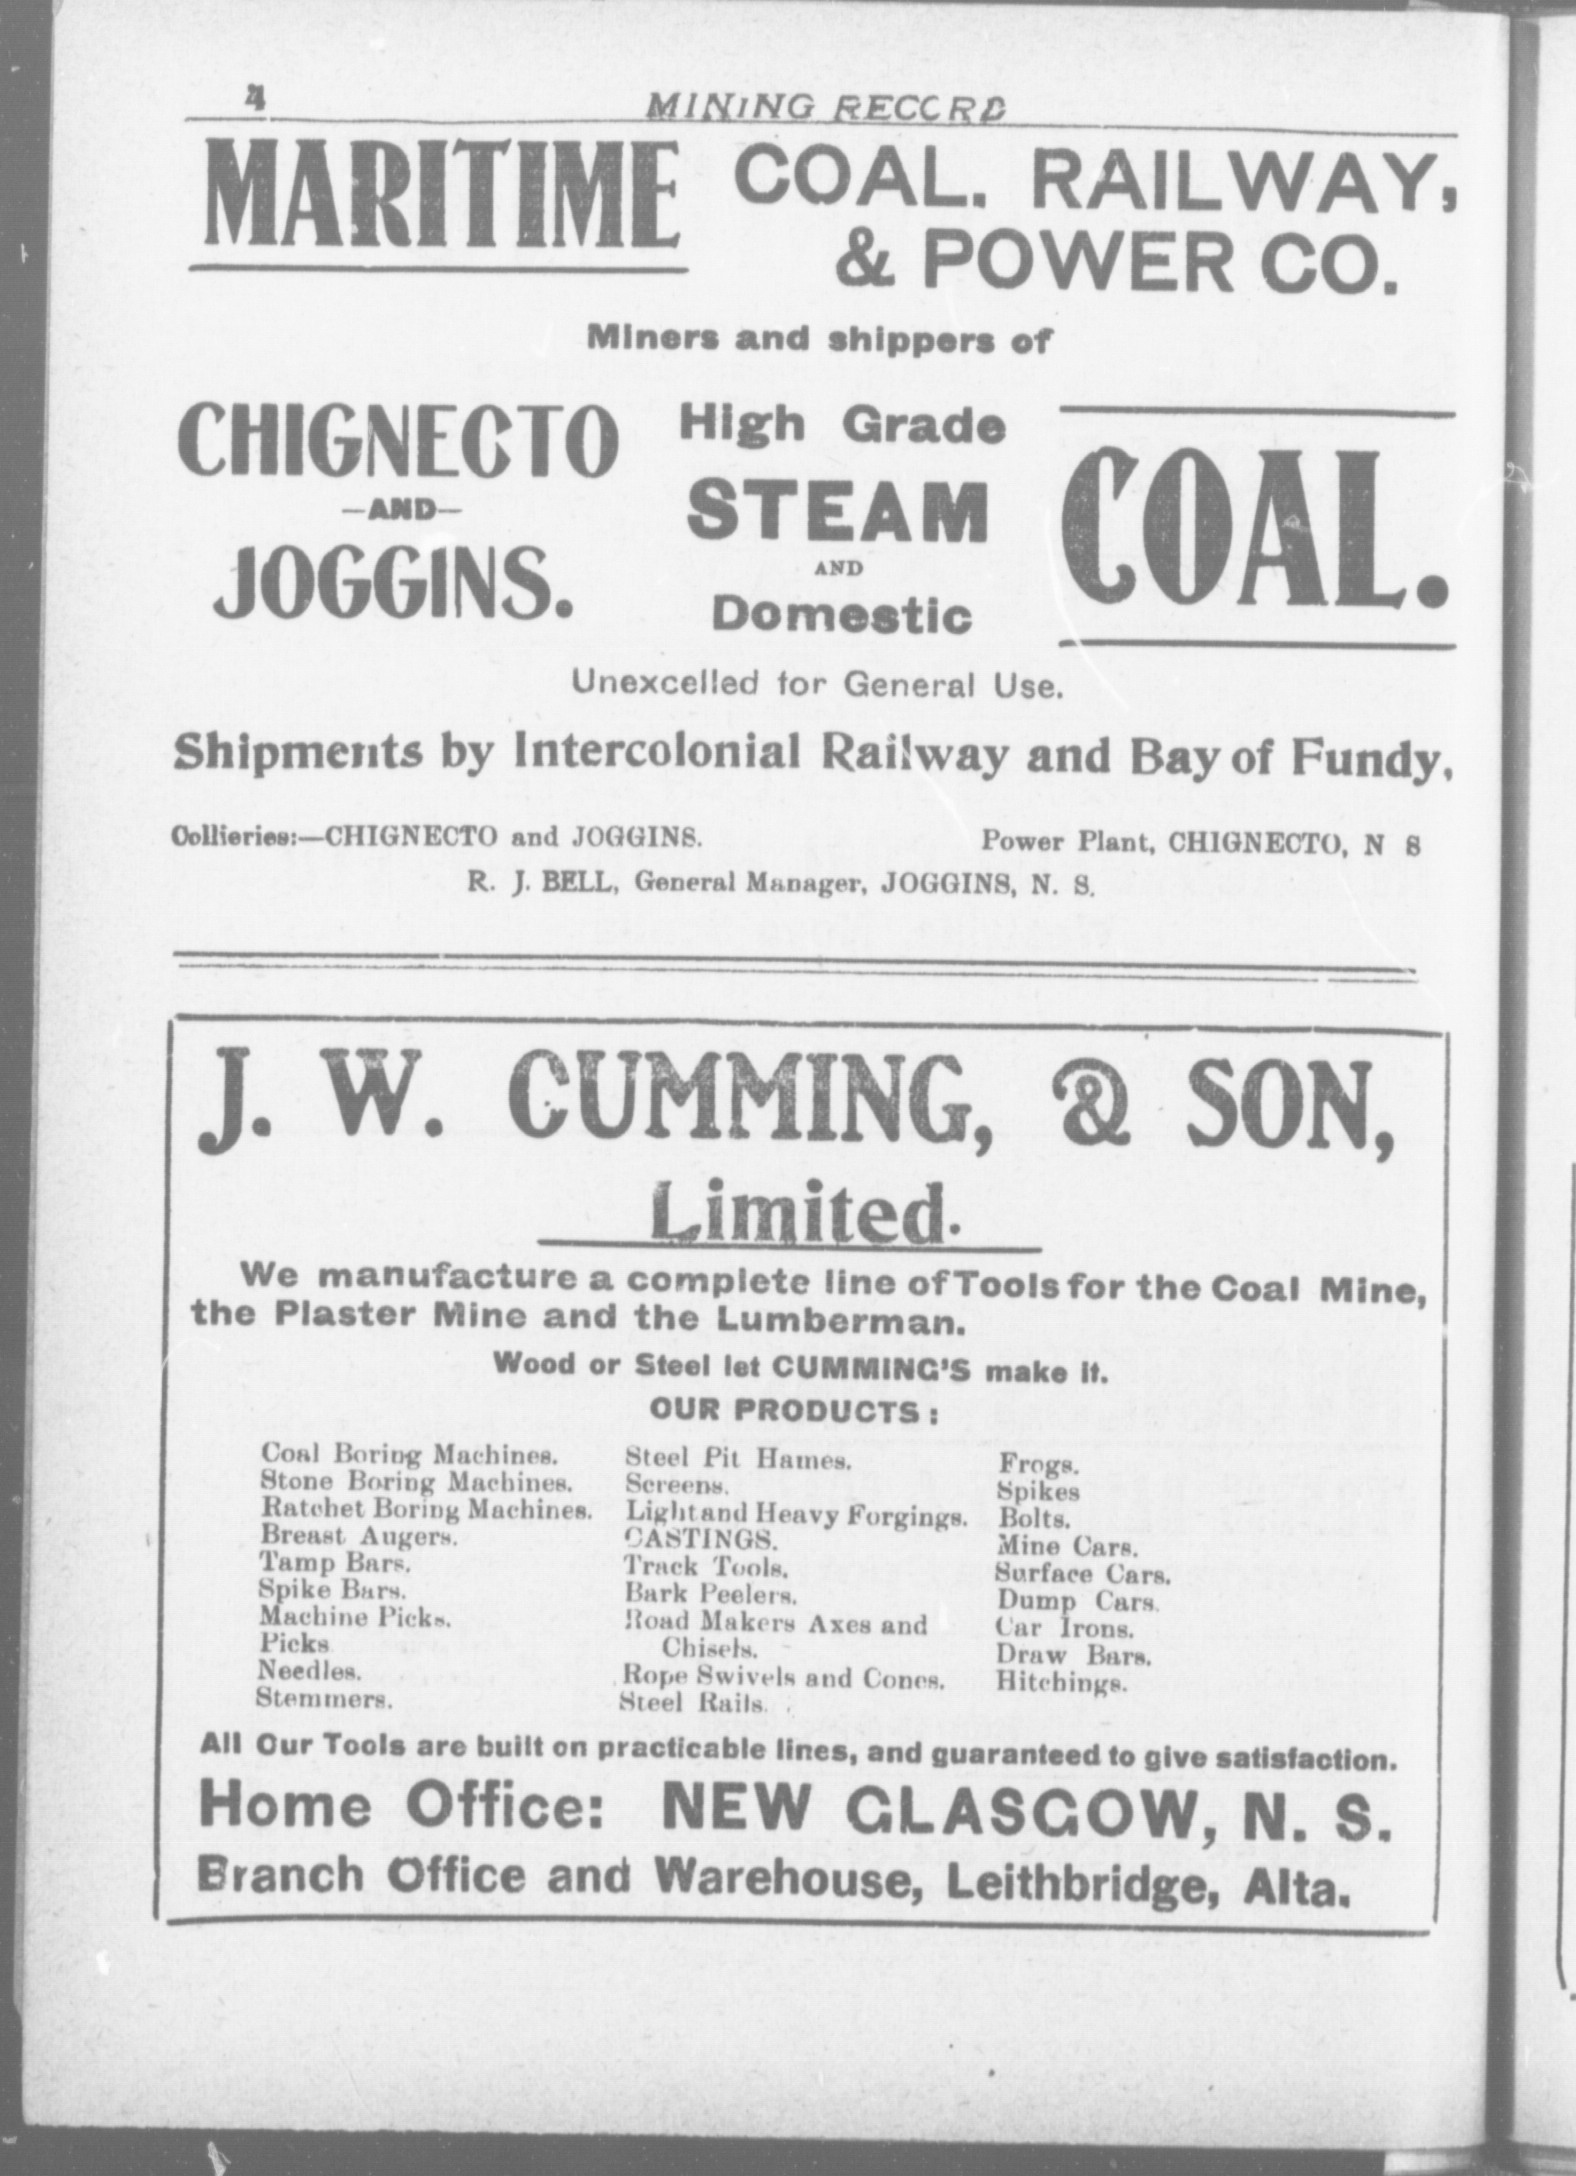 4 MINING RECORD
MARITIME COAL. RAILWAY,
& POWER CO.
Miners and shippers of
CHIGNECTO
—AND—
JOGGINS.
High Grade
STEAM
AND
Domestic
COAL.
Unexcelled for General Use.
Shipments by Intercolonial Railway and Bay of Fundy,
Collieries:—CHIGNECTO and JOGGINS. Power Plant, CHIGNECTO, N S
R. J. BELL, General Manager, JOGGINS, N. S.
J. W. CUMMING, & SON,
Limited.
We manufacture a complete line of Tools for the Coal Mine,
the Plaster Mine and the Lumberman.
Wood or Steel let CUMMING'S make it.
OUR PRODUCTS:
Coal Boring Machines.
Stone Boring Machines.
Ratchet Boring Machines.
Breast Augers.
Tamp Bars.
Spike Bars.
Machine Picks.
Picks
Needles.
Stemmers.
Steel Pit Hames.
Screens.
Light and Heavy Forgings.
CASTINGS.
Track Tools.
Bark Peelers.
Road Makers Axes and
Chisels.
Rope Swivels and Cones.
Steel Rails.
Frogs.
Spikes
Bolts.
Mine Cars.
Surface Cars.
Dump Cars.
Car Irons.
Draw Bars.
Hitchings.
All Our Tools are built on practicable lines, and guaranteed to give satisfaction.
Home Office: NEW GLASGOW, N. S.
Branch Office and Warehouse, Leithbridge, Alta.